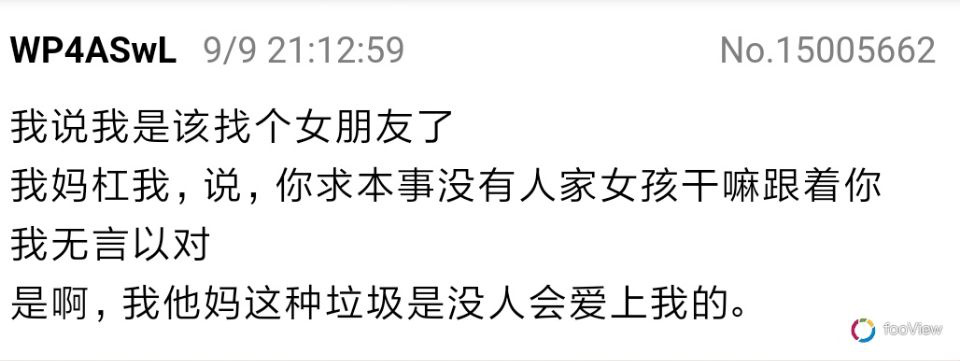 WP4ASwL 9/9 21:12:59 No.15005662
我说我是该找个女朋友了
我妈杠我，说，你求本事没有人家女孩干嘛跟着你
我无言以对
是啊，我他妈这种垃圾是没人会爱上我的。
fooView